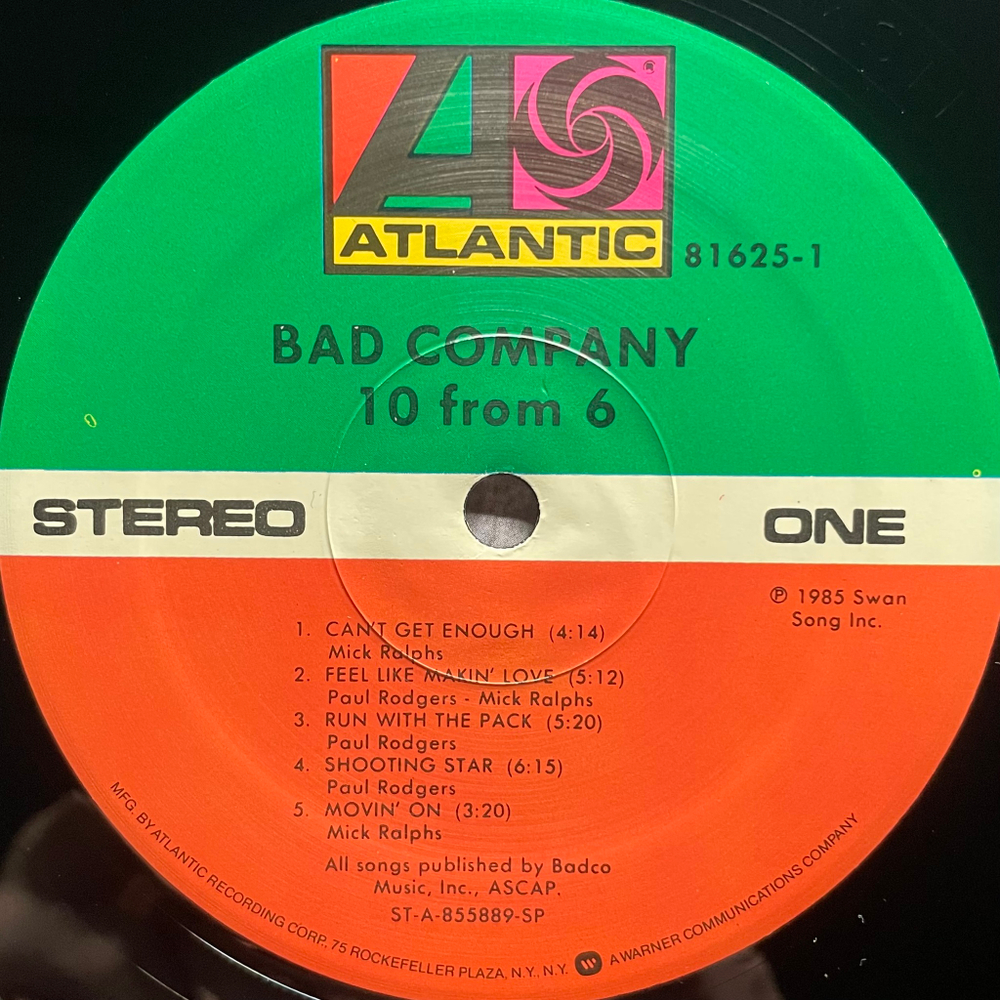 ®
ATLANTIC
81625-1
BAD COMPANY
10 from 6
STEREO
ONE
℗ 1985 Swan
Song Inc.
1. CAN'T GET ENOUGH (4:14)
Mick Ralphs
2. FEEL LIKE MAKIN' LOVE (5:12)
Paul Rodgers - Mick Ralphs
3. RUN WITH THE PACK (5:20)
Paul Rodgers
4. SHOOTING STAR (6:15)
Paul Rodgers
5. MOVIN' ON (3:20)
Mick Ralphs
All songs published by Badco
Music, Inc., ASCAP.
ST-A-855889-SP
MFG. BY ATLANTIC RECORDING CORP., 75 ROCKEFELLER PLAZA, N.Y., N.Y. A WARNER COMMUNICATIONS COMPANY